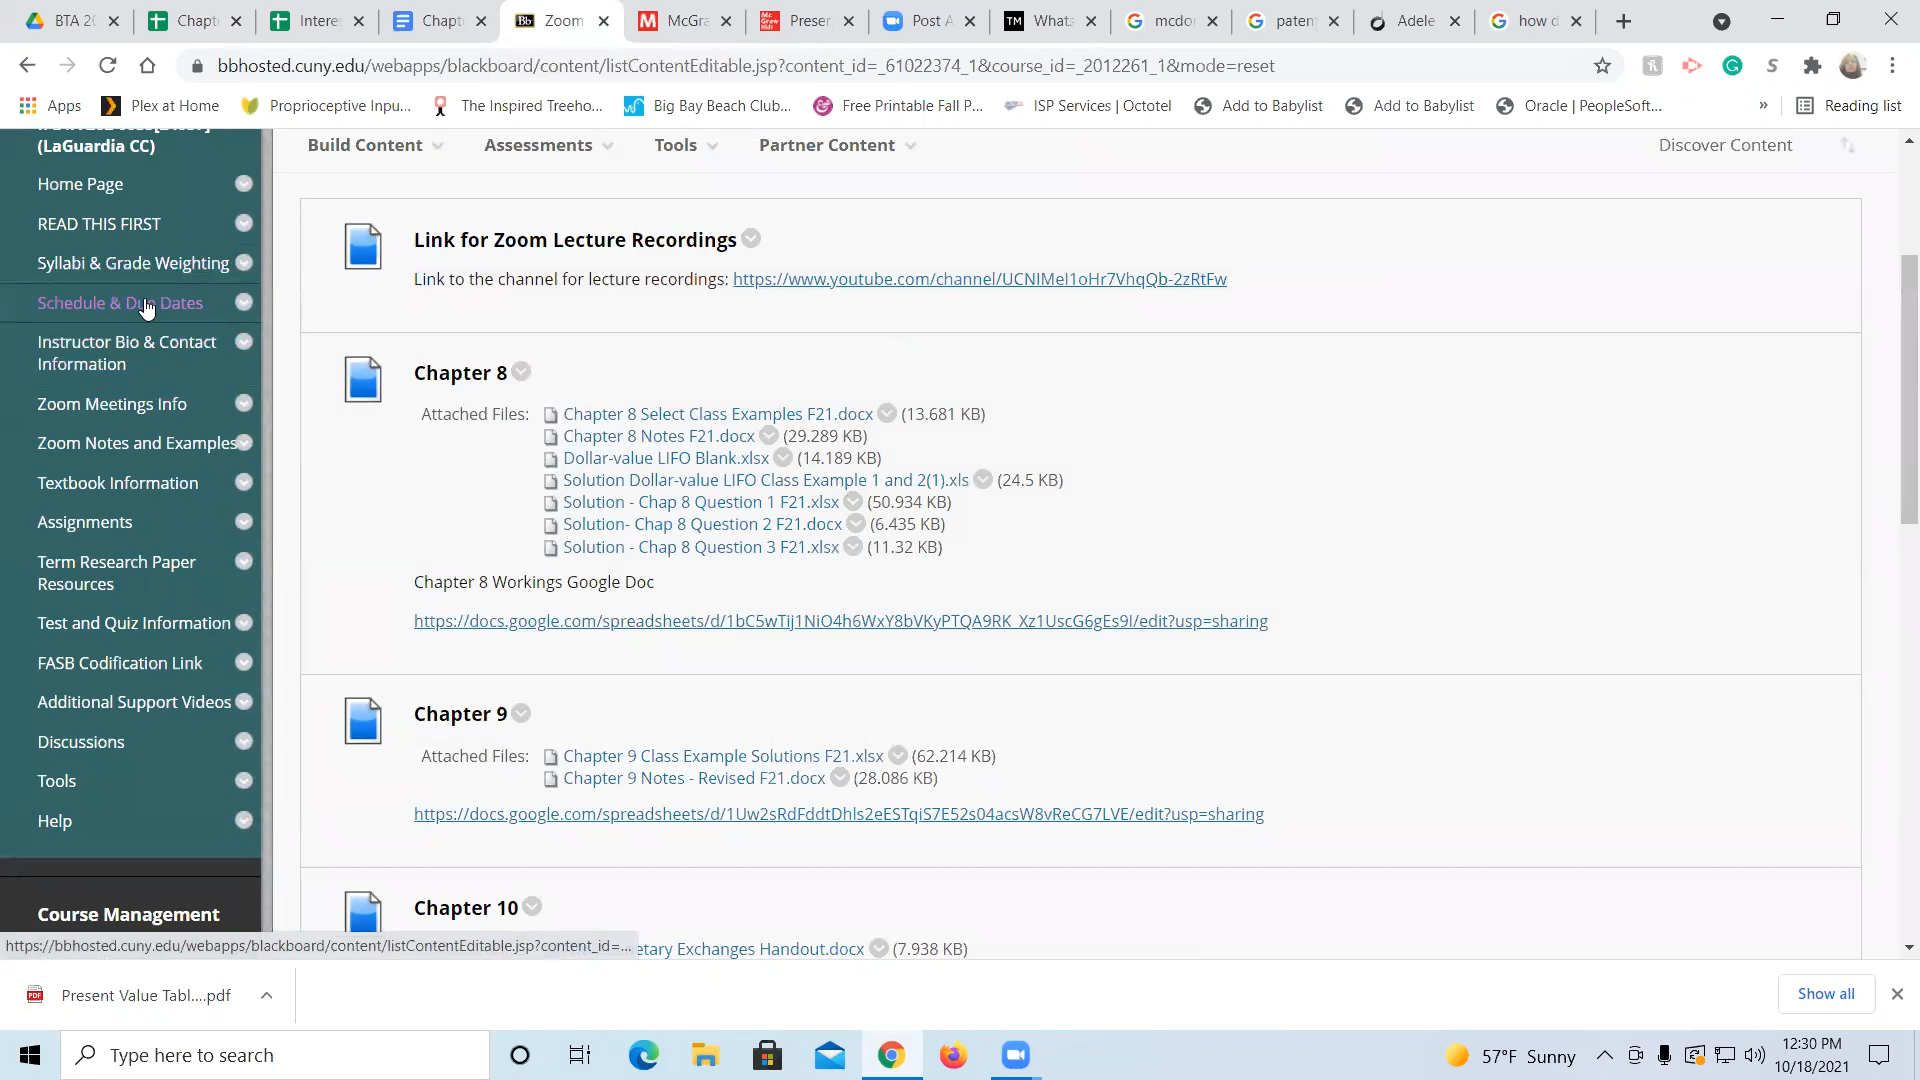 BTA 20
Chapt
Intere
Chapt
Zoom
McGra
Presen
Post A
Whats
mcdo
paten
Adele
how d
bbhosted.cuny.edu/webapps/blackboard/content/listContentEditable.jsp?content_id=_61022374_1&course_id=_2012261_1&mode=reset
Apps
Plex at Home
Proprioceptive Inpu...
The Inspired Treeho...
Big Bay Beach Club...
Free Printable Fall P...
ISP Services | Octotel
Add to Babylist
Add to Babylist
Oracle | PeopleSoft...
»
Reading list
(LaGuardia CC)
Home Page
READ THIS FIRST
Syllabi & Grade Weighting
Schedule & Due Dates
Instructor Bio & Contact
Information
Zoom Meetings Info
Zoom Notes and Examples
Textbook Information
Assignments
Term Research Paper
Resources
Test and Quiz Information
FASB Codification Link
Additional Support Videos
Discussions
Tools
Help
Course Management
Build Content
Assessments
Tools
Partner Content
Discover Content
Link for Zoom Lecture Recordings
Link to the channel for lecture recordings: https://www.youtube.com/channel/UCNIMeI1oHr7VhqQb-2zRtFw
Chapter 8
Attached Files: Chapter 8 Select Class Examples F21.docx (13.681 KB)
Chapter 8 Notes F21.docx (29.289 KB)
Dollar-value LIFO Blank.xlsx (14.189 KB)
Solution Dollar-value LIFO Class Example 1 and 2(1).xls (24.5 KB)
Solution - Chap 8 Question 1 F21.xlsx (50.934 KB)
Solution- Chap 8 Question 2 F21.docx (6.435 KB)
Solution - Chap 8 Question 3 F21.xlsx (11.32 KB)
Chapter 8 Workings Google Doc
https://docs.google.com/spreadsheets/d/1bC5wTij1NiO4h6WxY8bVKyPTQA9RK_Xz1UscG6gEs9I/edit?usp=sharing
Chapter 9
Attached Files: Chapter 9 Class Example Solutions F21.xlsx (62.214 KB)
Chapter 9 Notes - Revised F21.docx (28.086 KB)
https://docs.google.com/spreadsheets/d/1Uw2sRdFddtDhls2eESTqiS7E52s04acsW8vReCG7LVE/edit?usp=sharing
Chapter 10
etary Exchanges Handout.docx (7.938 KB)
https://bbhosted.cuny.edu/webapps/blackboard/content/listContentEditable.jsp?content_id=...
Present Value Tabl....pdf
Show all
Type here to search
57°F Sunny
12:30 PM
10/18/2021